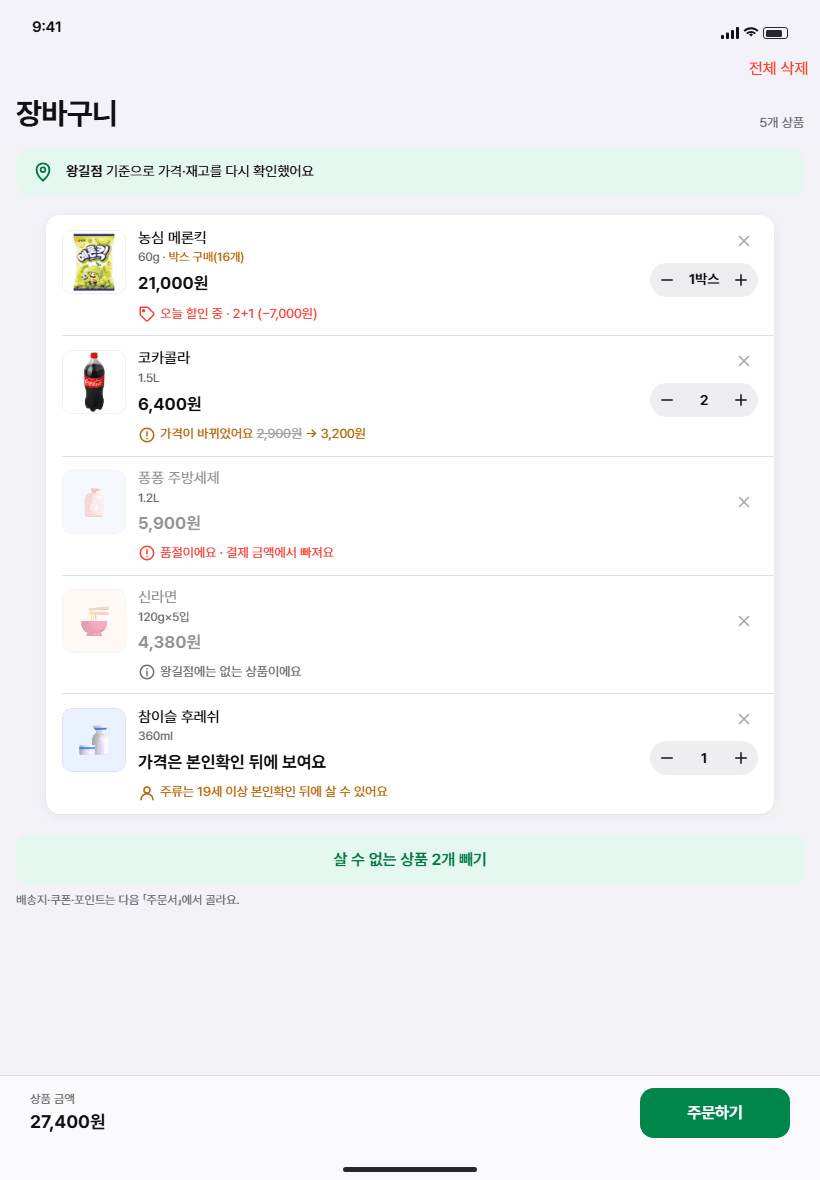 9:41
전체 삭제
장바구니
5개 상품
왕길점 기준으로 가격·재고를 다시 확인했어요
농심 메론킥
60g · 박스 구매(16개)
21,000원
1박스
오늘 할인 중 · 2+1 (−7,000원)
코카콜라
1.5L
6,400원
2
가격이 바뀌었어요 2,900원 → 3,200원
퐁퐁 주방세제
1.2L
5,900원
품절이에요 · 결제 금액에서 빠져요
신라면
120g×5입
4,380원
왕길점에는 없는 상품이에요
참이슬 후레쉬
360ml
가격은 본인확인 뒤에 보여요
1
주류는 19세 이상 본인확인 뒤에 살 수 있어요
살 수 없는 상품 2개 빼기
배송지·쿠폰·포인트는 다음 「주문서」에서 골라요.
상품 금액
27,400원
주문하기